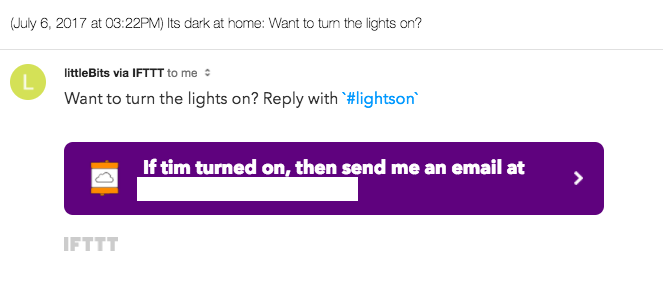 (July 6, 2017 at 03:22PM) Its dark at home: Want to turn the lights on?
L
littleBits via IFTTT to me
Want to turn the lights on? Reply with `#lightson`
If tim turned on, then send me an email at
IFTTT